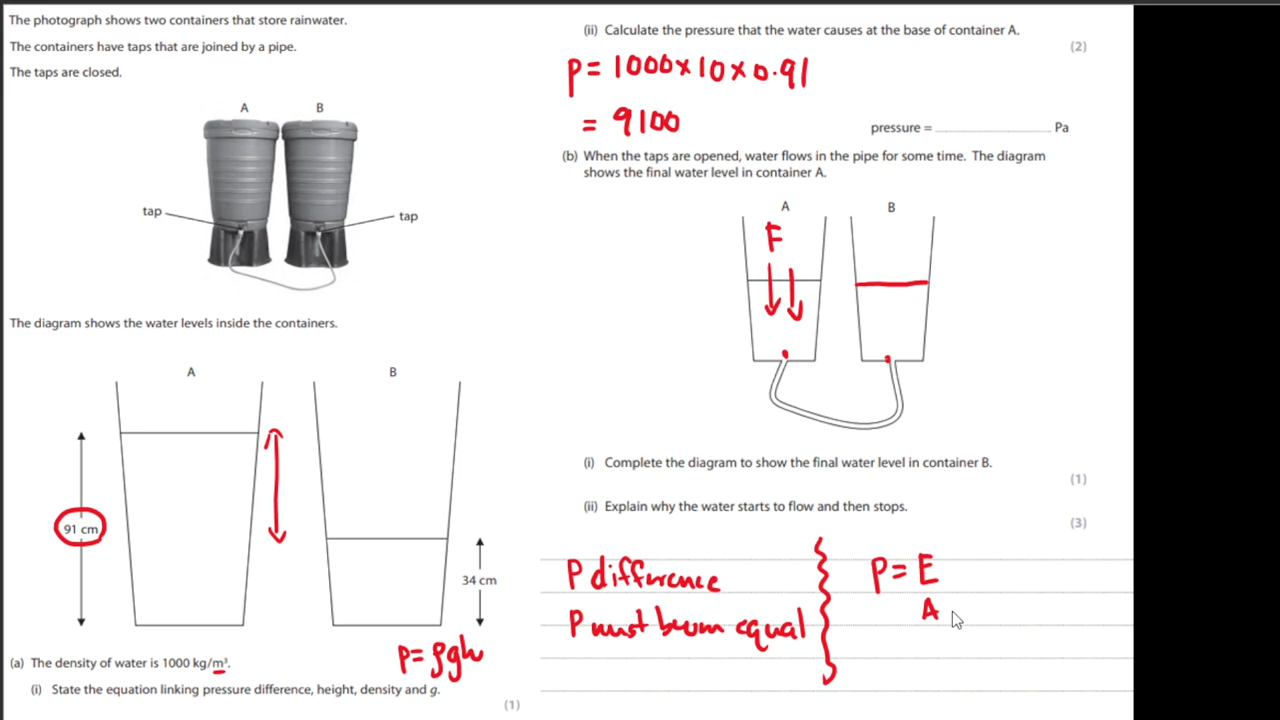 The photograph shows two containers that store rainwater.
The containers have taps that are joined by a pipe.
The taps are closed.
A B
tap
tap
The diagram shows the water levels inside the containers.
A B
91 cm
34 cm
P = ρgh
(a) The density of water is 1000 kg/m³.
(i) State the equation linking pressure difference, height, density and g.
(1)
(ii) Calculate the pressure that the water causes at the base of container A.
(2)
P = 1000 × 10 × 0.91
= 9100
pressure = Pa
(b) When the taps are opened, water flows in the pipe for some time. The diagram
shows the final water level in container A.
A B
F
(i) Complete the diagram to show the final water level in container B.
(1)
(ii) Explain why the water starts to flow and then stops.
(3)
P difference
P must equal
P = F
A